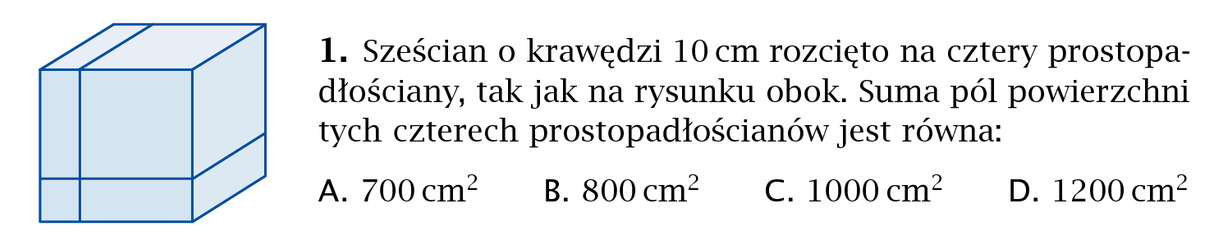 1. Sześcian o krawędzi 10 cm rozcięto na cztery prostopa-
dłościany, tak jak na rysunku obok. Suma pól powierzchni
tych czterech prostopadłościanów jest równa:
A. 700 cm² B. 800 cm² C. 1000 cm² D. 1200 cm²